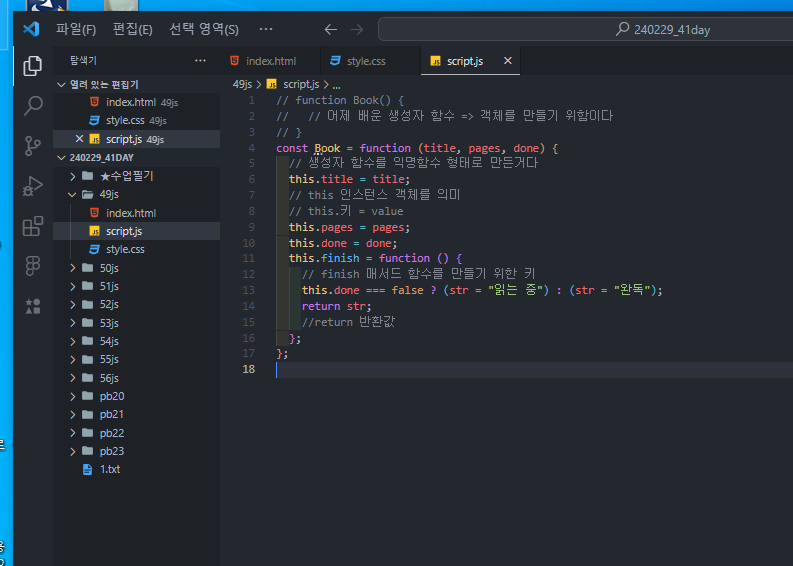 파일(F) 편집(E) 선택 영역(S) ··· 240229_41day
탐색기 ···
index.html style.css script.js
열려 있는 편집기
index.html 49js
style.css 49js
script.js 49js
240229_41DAY
★수업필기
49js
index.html
script.js
style.css
50js
51js
52js
53js
54js
55js
56js
pb20
pb21
pb22
pb23
1.txt
49js > script.js > ...
1 // function Book() {
2 //   // 어제 배운 생성자 함수 => 객체를 만들기 위함이다
3 // }
4 const Book = function (title, pages, done) {
5   // 생성자 함수를 익명함수 형태로 만든거다
6   this.title = title;
7   // this 인스턴스 객체를 의미
8   // this.키 = value
9   this.pages = pages;
10   this.done = done;
11   this.finish = function () {
12     // finish 매서드 함수를 만들기 위한 키
13     this.done === false ? (str = "읽는 중") : (str = "완독");
14     return str;
15     //return 반환값
16   };
17 };
18